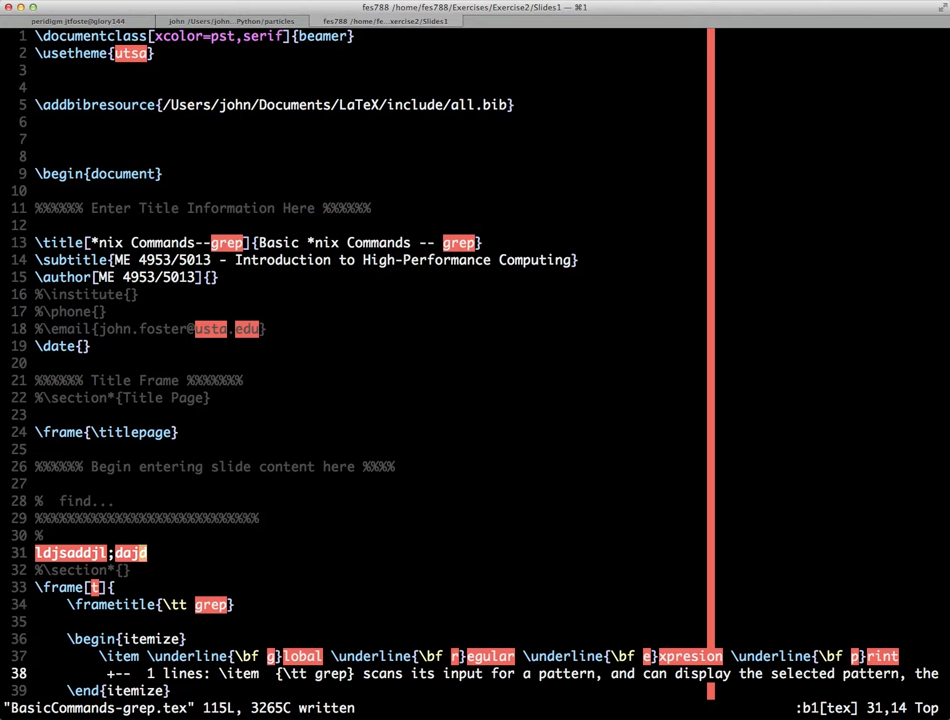 fes788 /home/fes788/Exercises/Exercise2/Slides1 — ⌘1
peridigm jtfoster@glory144
john /Users/john...Python/particles
fes788 /home/fe...xercise2/Slides1
1 \documentclass[xcolor=pst,serif]{beamer}
2 \usetheme{utsa}
3
4
5 \addbibresource{/Users/john/Documents/LaTeX/include/all.bib}
6
7
8
9 \begin{document}
10
11 %%%%%% Enter Title Information Here %%%%%%
12
13 \title[*nix Commands--grep]{Basic *nix Commands -- grep}
14 \subtitle{ME 4953/5013 - Introduction to High-Performance Computing}
15 \author[ME 4953/5013]{}
16 %\institute{}
17 %\phone{}
18 %\email{john.foster@usta.edu}
19 \date{}
20
21 %%%%%% Title Frame %%%%%%%
22 %\section*{Title Page}
23
24 \frame{\titlepage}
25
26 %%%%%% Begin entering slide content here %%%%
27
28 %  find...
29 %%%%%%%%%%%%%%%%%%%%%%%%%%%%
30 %
31 ldjsaddjl;dajd
32 %\section*{}
33 \frame[t]{
34     \frametitle{\tt grep}
35
36     \begin{itemize}
37         \item \underline{\bf g}lobal \underline{\bf r}egular \underline{\bf e}xpresion \underline{\bf p}rint
38         +--  1 lines: \item  {\tt grep} scans its input for a pattern, and can display the selected pattern, the
39     \end{itemize}
"BasicCommands-grep.tex" 115L, 3265C written :b1[tex] 31,14 Top